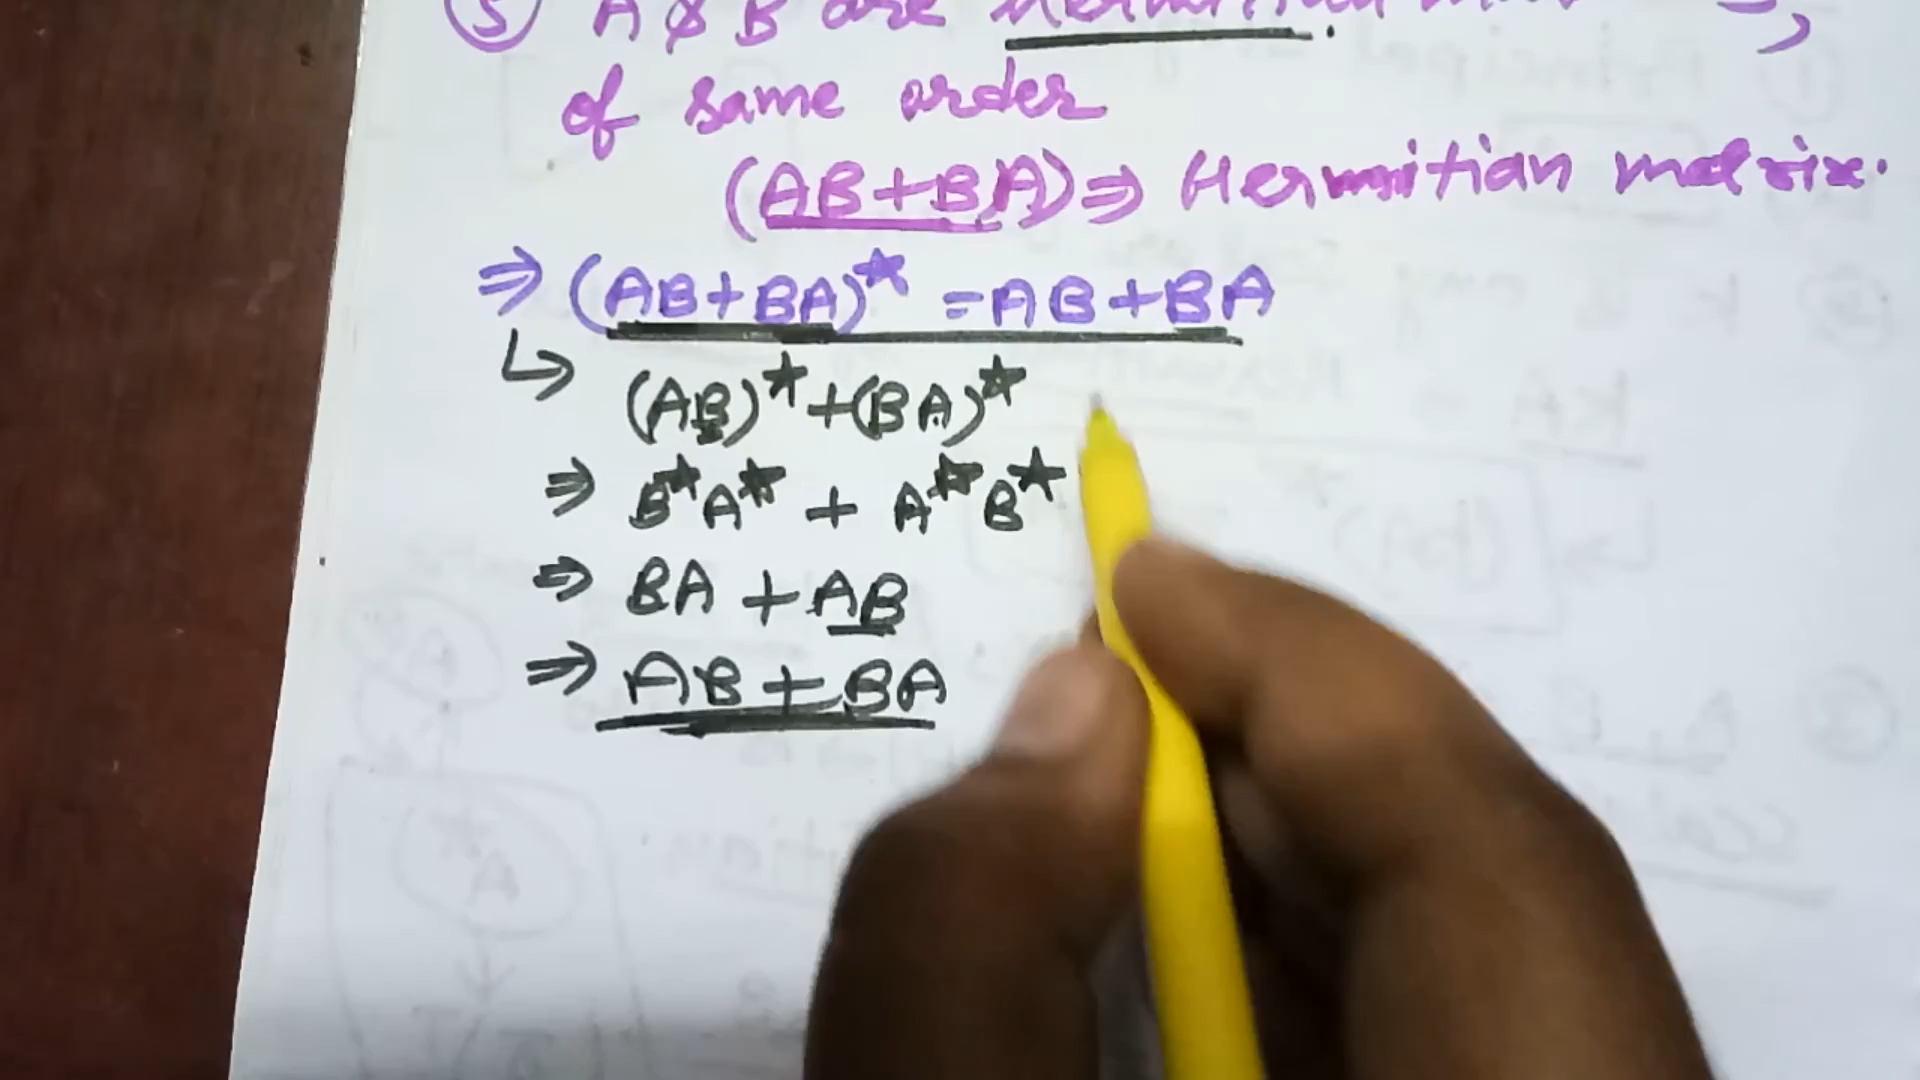 ⑤ A & B are Hermitian
of same order
(AB+BA) ⇒ Hermitian matrix.
⇒ (AB+BA)* = AB+BA
↳ (AB)* + (BA)*
⇒ B*A* + A*B*
⇒ BA + AB
⇒ AB + BA